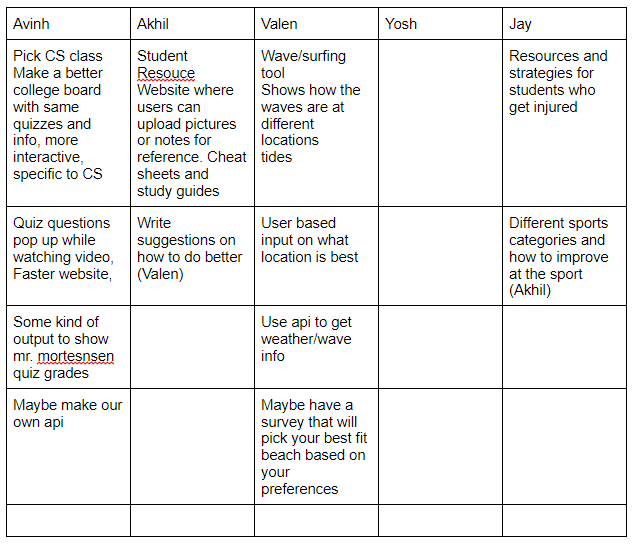 Avinh
Akhil
Valen
Yosh
Jay
Pick CS class
Make a better
college board
with same
quizzes and
info, more
interactive,
specific to CS
Student
Resouce
Website where
users can
upload pictures
or notes for
reference. Cheat
sheets and
study guides
Wave/surfing
tool
Shows how the
waves are at
different
locations
tides
Resources and
strategies for
students who
get injured
Quiz questions
pop up while
watching video,
Faster website,
Write
suggestions on
how to do better
(Valen)
User based
input on what
location is best
Different sports
categories and
how to improve
at the sport
(Akhil)
Some kind of
output to show
mr. mortesnsen
quiz grades
Use api to get
weather/wave
info
Maybe make our
own api
Maybe have a
survey that will
pick your best fit
beach based on
your
preferences